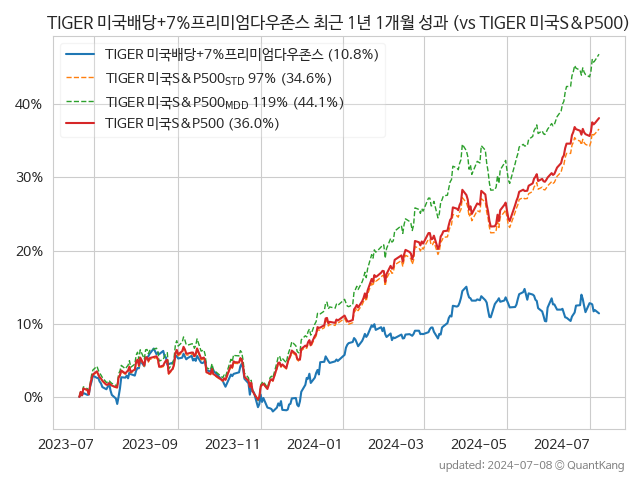 TIGER 미국배당+7%프리미엄다우존스 최근 1년 1개월 성과 (vs TIGER 미국S&P500)
TIGER 미국배당+7%프리미엄다우존스 (10.8%)
TIGER 미국S&P500STD 97% (34.6%)
TIGER 미국S&P500MDD 119% (44.1%)
TIGER 미국S&P500 (36.0%)
40%
30%
20%
10%
0%
2023-07 2023-09 2023-11 2024-01 2024-03 2024-05 2024-07
updated: 2024-07-08 © QuantKang